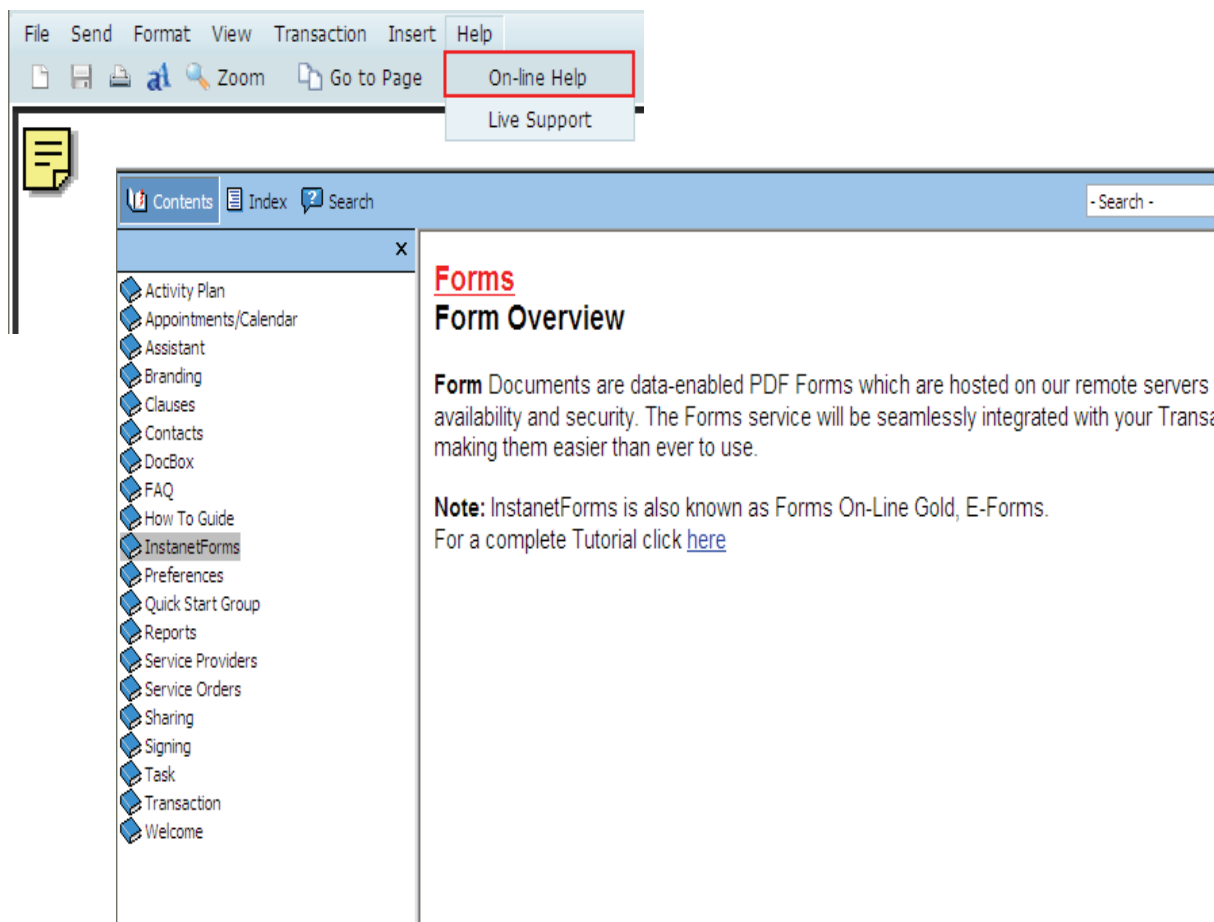 File Send Format View Transaction Insert Help
Zoom Go to Page On-line Help
Live Support
Contents Index Search - Search -
X
Activity Plan
Appointments/Calendar
Assistant
Branding
Clauses
Contacts
DocBox
FAQ
How To Guide
InstanetForms
Preferences
Quick Start Group
Reports
Service Providers
Service Orders
Sharing
Signing
Task
Transaction
Welcome
Forms
Form Overview
Form Documents are data-enabled PDF Forms which are hosted on our remote servers
availability and security. The Forms service will be seamlessly integrated with your Transa
making them easier than ever to use.
Note: InstanetForms is also known as Forms On-Line Gold, E-Forms.
For a complete Tutorial click here